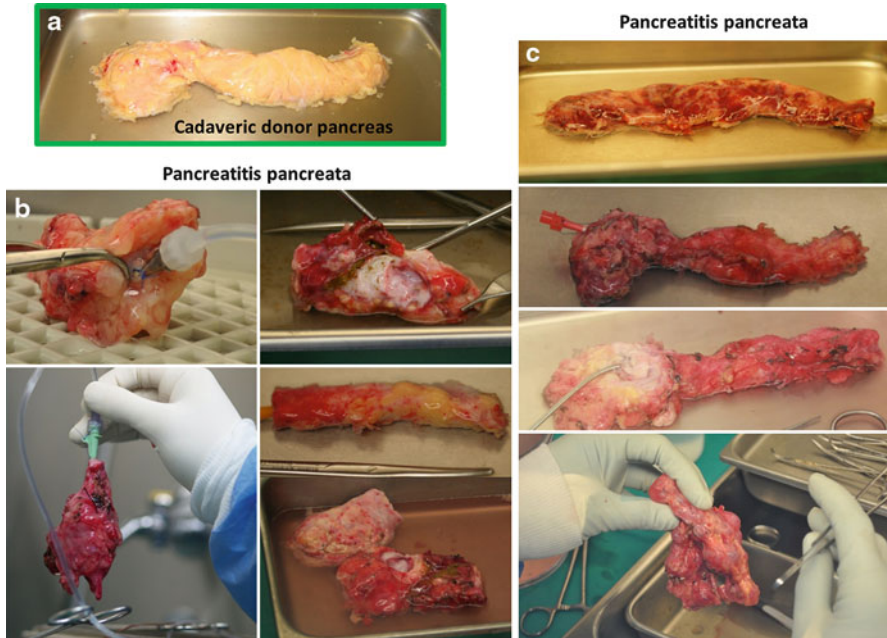 a
Cadaveric donor pancreas
Pancreatitis pancreata
b
Pancreatitis pancreata
c